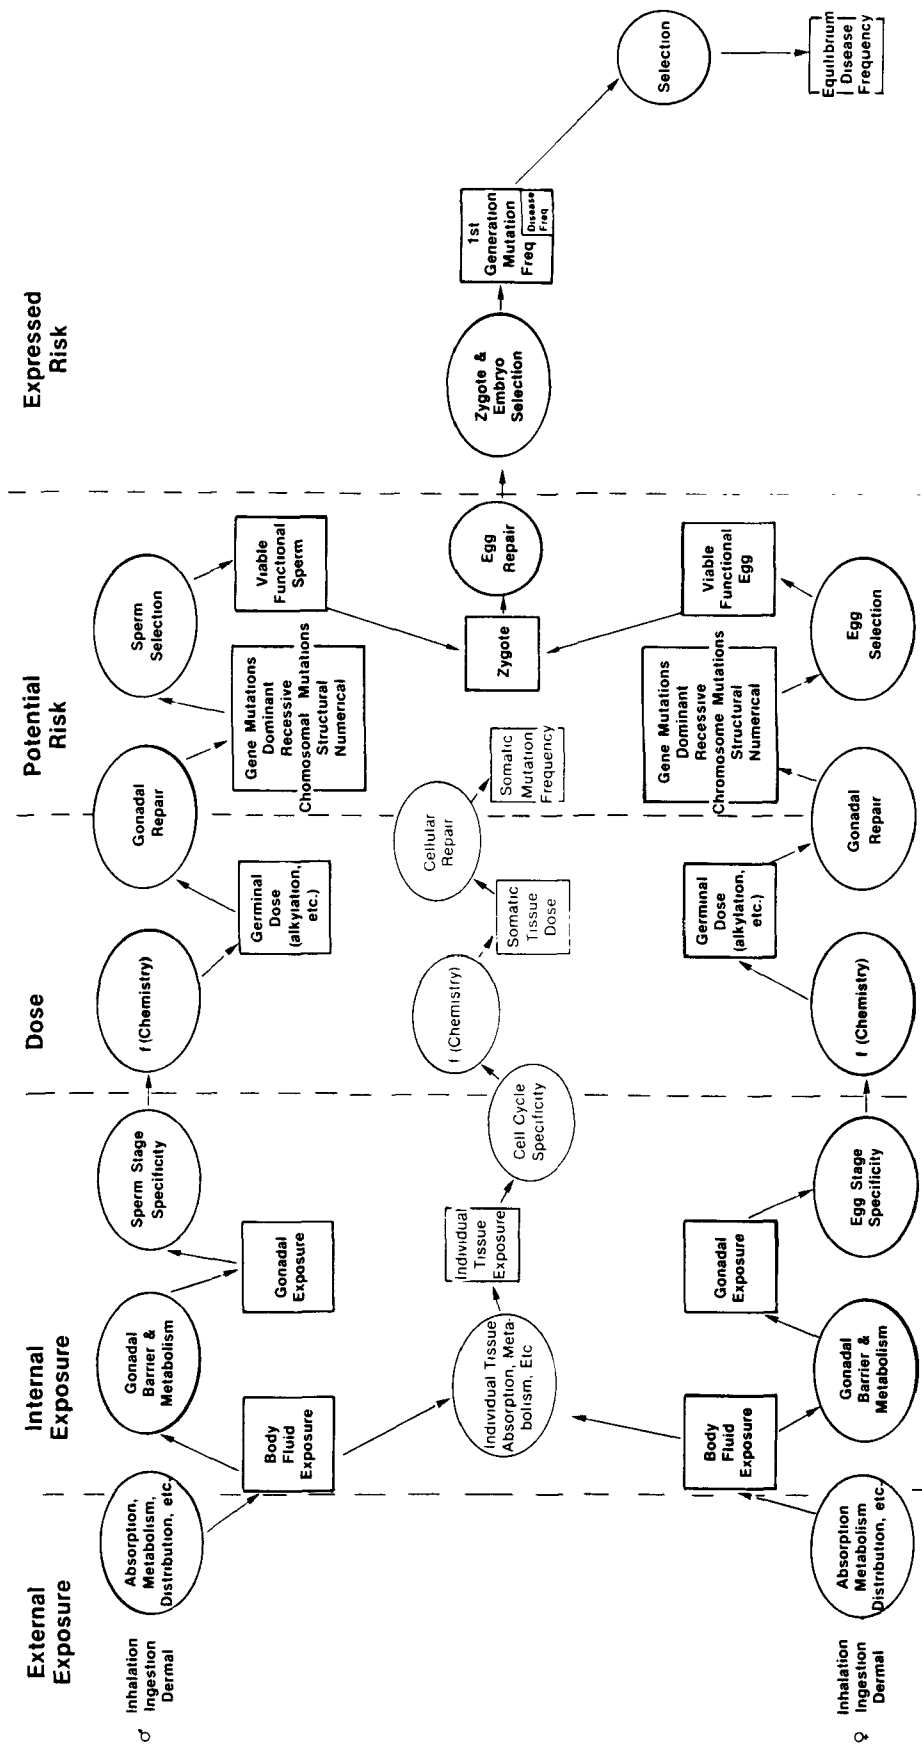 External
Exposure
Internal
Exposure
Dose
Potential
Risk
Expressed
Risk
♂
Inhalation
Ingestion
Dermal
Absorption,
Metabolism,
Distribution, etc.
Body
Fluid
Exposure
Gonadal
Barrier &
Metabolism
Gonadal
Exposure
Sperm Stage
Specificity
f (Chemistry)
Germinal
Dose
(alkylation,
etc.)
Gonadal
Repair
Gene Mutations
Dominant
Recessive
Chomosomal Mutations
Structural
Numerical
Sperm
Selection
Viable
Functional
Sperm
Individual Tissue
Absorption, Meta-
bolism, Etc
Individual
Tissue
Exposure
Cell Cycle
Specificity
f (Chemistry)
Somatic
Tissue
Dose
Cellular
Repair
Somatic
Mutation
Frequency
Zygote
Egg
Repair
Zygote &
Embryo
Selection
1st
Generation
Mutation
Freq
Disease
Freq
Selection
Equilibrium
Disease
Frequency
♀
Inhalation
Ingestion
Dermal
Absorption
Metabolism
Distribution, etc.
Body
Fluid
Exposure
Gonadal
Barrier &
Metabolism
Gonadal
Exposure
Egg Stage
Specificity
f (Chemistry)
Germinal
Dose
(alkylation,
etc.)
Gonadal
Repair
Gene Mutations
Dominant
Recessive
Chromosome Mutations
Structural
Numerical
Egg
Selection
Viable
Functional
Egg